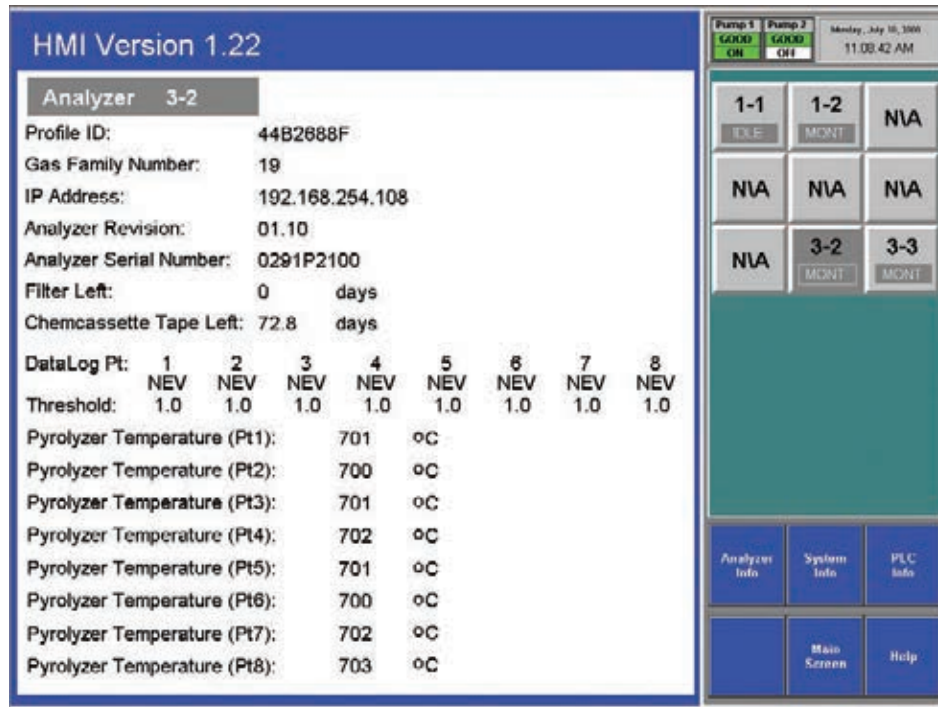 HMI Version 1.22
Pump 1 Pump 2
GOOD GOOD
ON OFF
Monday, July 10, 2000
11:08:42 AM
Analyzer 3-2
Profile ID: 44B2688F
Gas Family Number: 19
IP Address: 192.168.254.108
Analyzer Revision: 01.10
Analyzer Serial Number: 0291P2100
Filter Left: 0 days
Chemcassette Tape Left: 72.8 days
DataLog Pt: 1 2 3 4 5 6 7 8
NEV NEV NEV NEV NEV NEV NEV NEV
Threshold: 1.0 1.0 1.0 1.0 1.0 1.0 1.0 1.0
Pyrolyzer Temperature (Pt1): 701 ºC
Pyrolyzer Temperature (Pt2): 700 ºC
Pyrolyzer Temperature (Pt3): 701 ºC
Pyrolyzer Temperature (Pt4): 702 ºC
Pyrolyzer Temperature (Pt5): 701 ºC
Pyrolyzer Temperature (Pt6): 700 ºC
Pyrolyzer Temperature (Pt7): 702 ºC
Pyrolyzer Temperature (Pt8): 703 ºC
1-1 1-2 N\A
IDLE MONT
N\A N\A N\A
N\A 3-2 3-3
MONT MONT
Analyzer System PLC
Info Info Info
Main Help
Screen